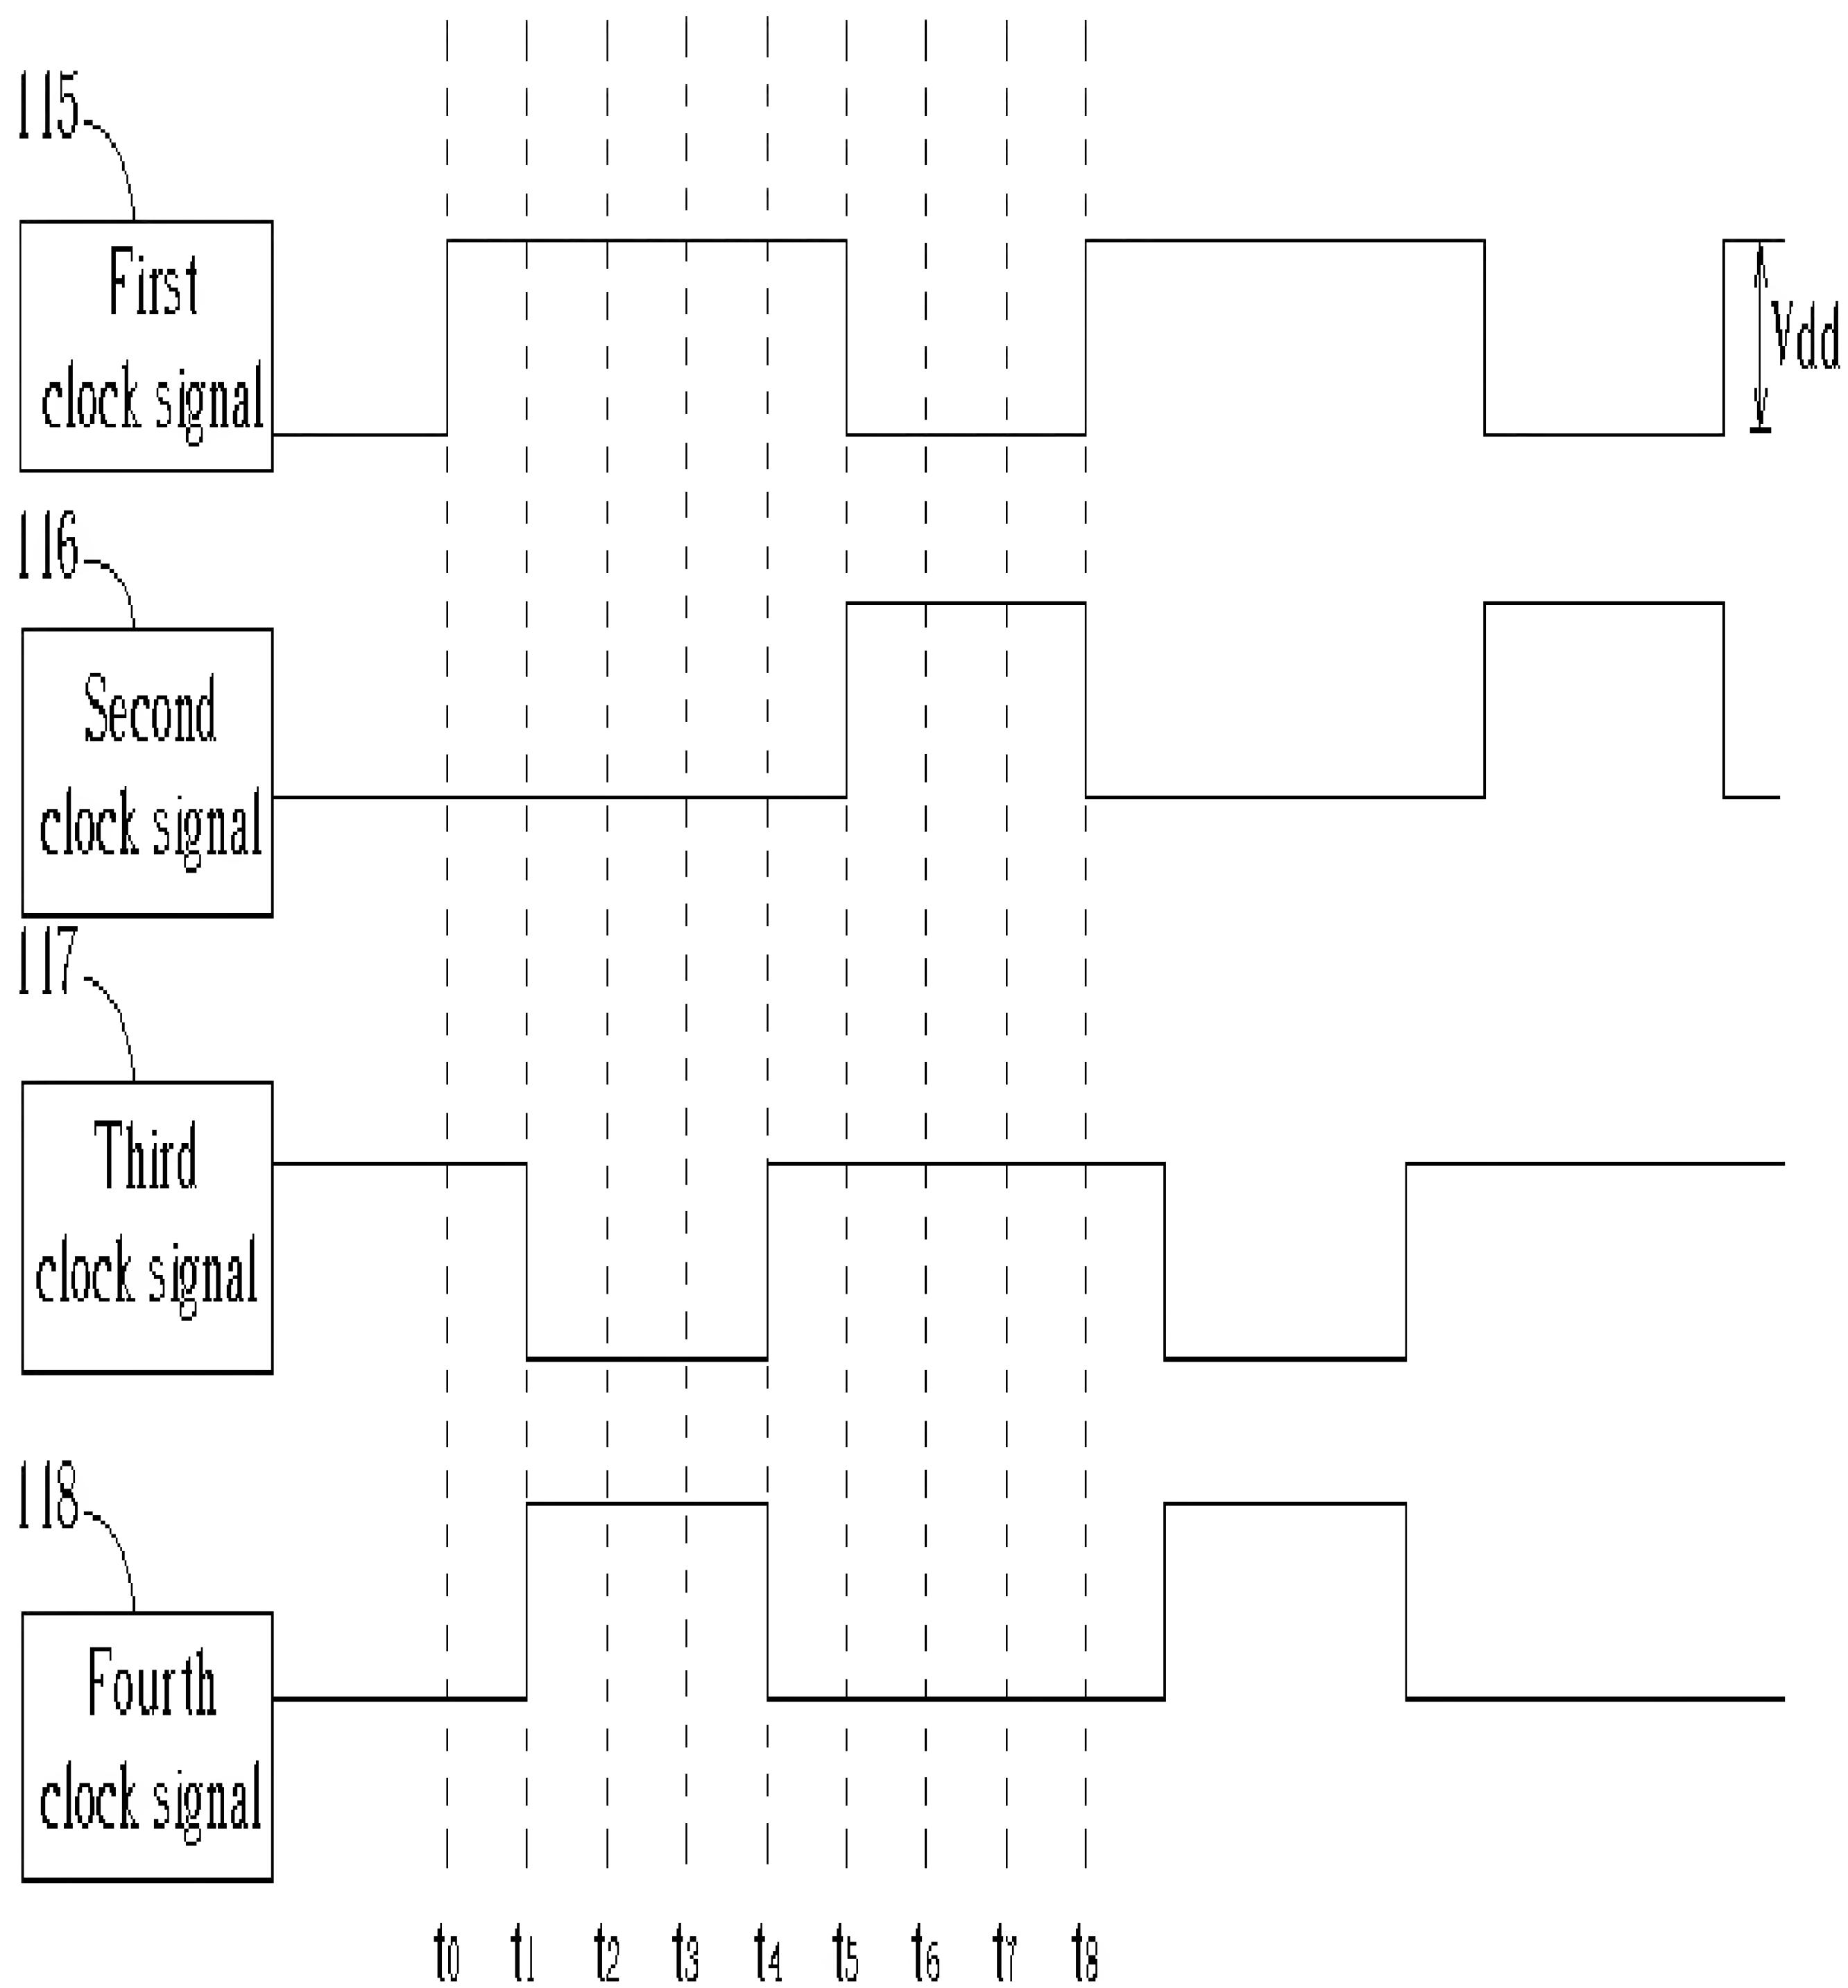 115
First
clock signal
Vdd
116
Second
clock signal
117
Third
clock signal
118
Fourth
clock signal
t0 t1 t2 t3 t4 t5 t6 t7 t8